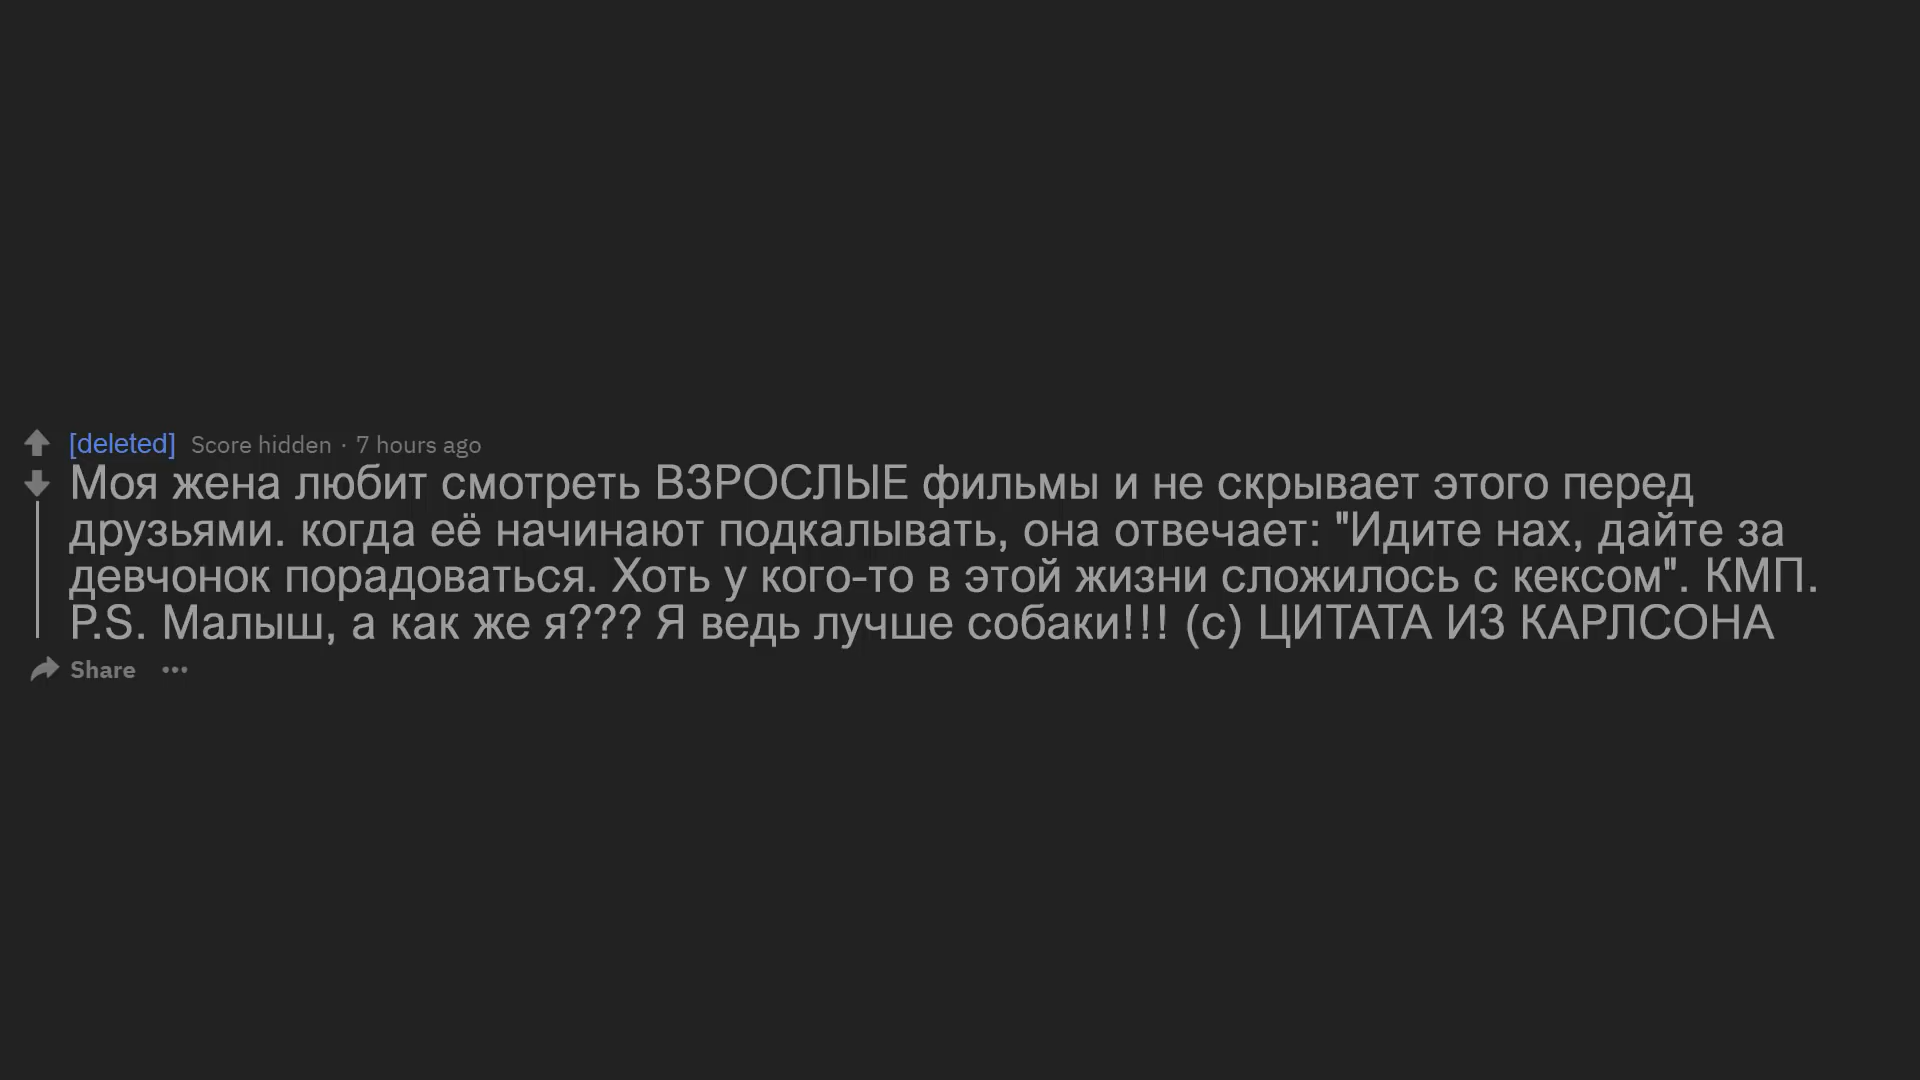 [deleted] Score hidden · 7 hours ago
Моя жена любит смотреть ВЗРОСЛЫЕ фильмы и не скрывает этого перед
друзьями. когда её начинают подкалывать, она отвечает: "Идите нах, дайте за
девчонок порадоваться. Хоть у кого-то в этой жизни сложилось с кексом". КМП.
P.S. Малыш, а как же я??? Я ведь лучше собаки!!! (с) ЦИТАТА ИЗ КАРЛСОНА
Share ···